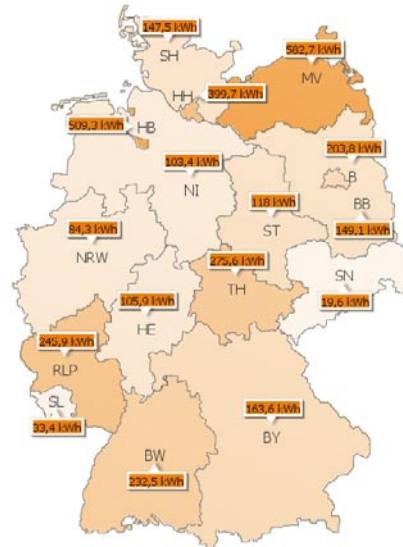 147,5 kWh
SH
582,7 kWh
MV
HH
399,7 kWh
509,3 kWh
HB
203,8 kWh
B
103,4 kWh
NI
BB
118 kWh
149,1 kWh
ST
84,3 kWh
NRW
275,6 kWh
TH
SN
19,6 kWh
105,9 kWh
HE
245,9 kWh
RLP
SL
33,4 kWh
163,6 kWh
BY
BW
232,5 kWh